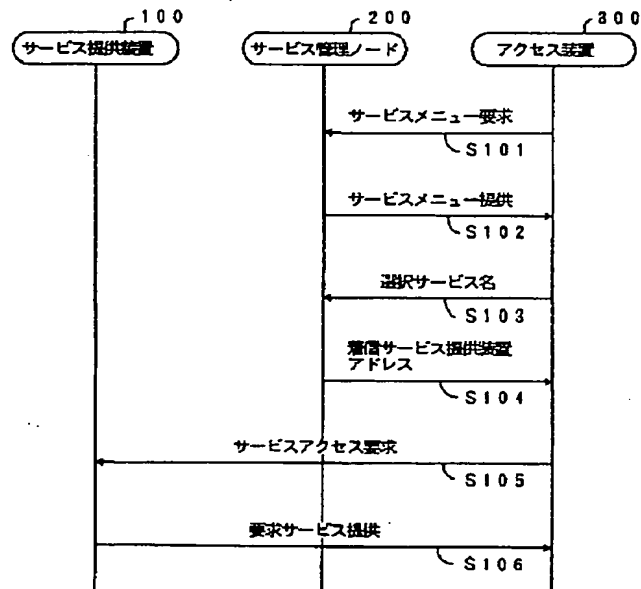 100
200
300
サービス提供装置
サービス管理ノード
アクセス装置
サービスメニュー要求
S101
サービスメニュー提供
S102
選択サービス名
S103
着信サービス提供装置
アドレス
S104
サービスアクセス要求
S105
要求サービス提供
S106